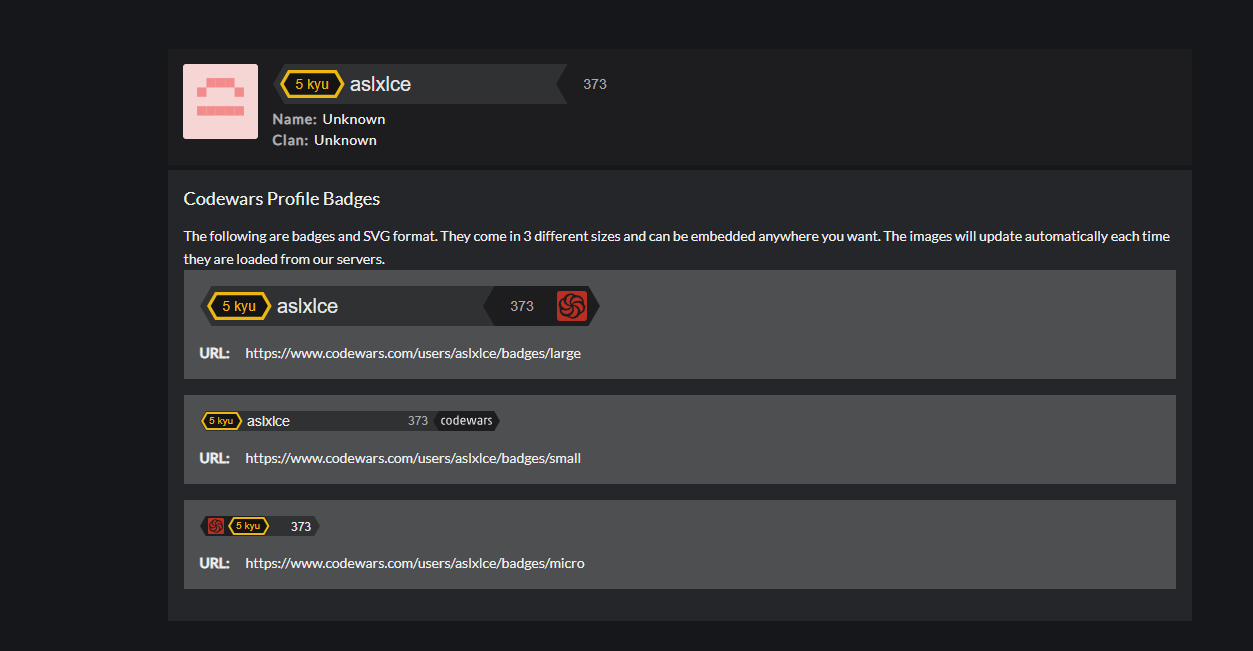 5 kyu aslxlce 373
Name: Unknown
Clan: Unknown
Codewars Profile Badges
The following are badges and SVG format. They come in 3 different sizes and can be embedded anywhere you want. The images will update automatically each time
they are loaded from our servers.
5 kyu aslxlce 373
URL: https://www.codewars.com/users/aslxlce/badges/large
5 kyu aslxlce 373 codewars
URL: https://www.codewars.com/users/aslxlce/badges/small
5 kyu 373
URL: https://www.codewars.com/users/aslxlce/badges/micro